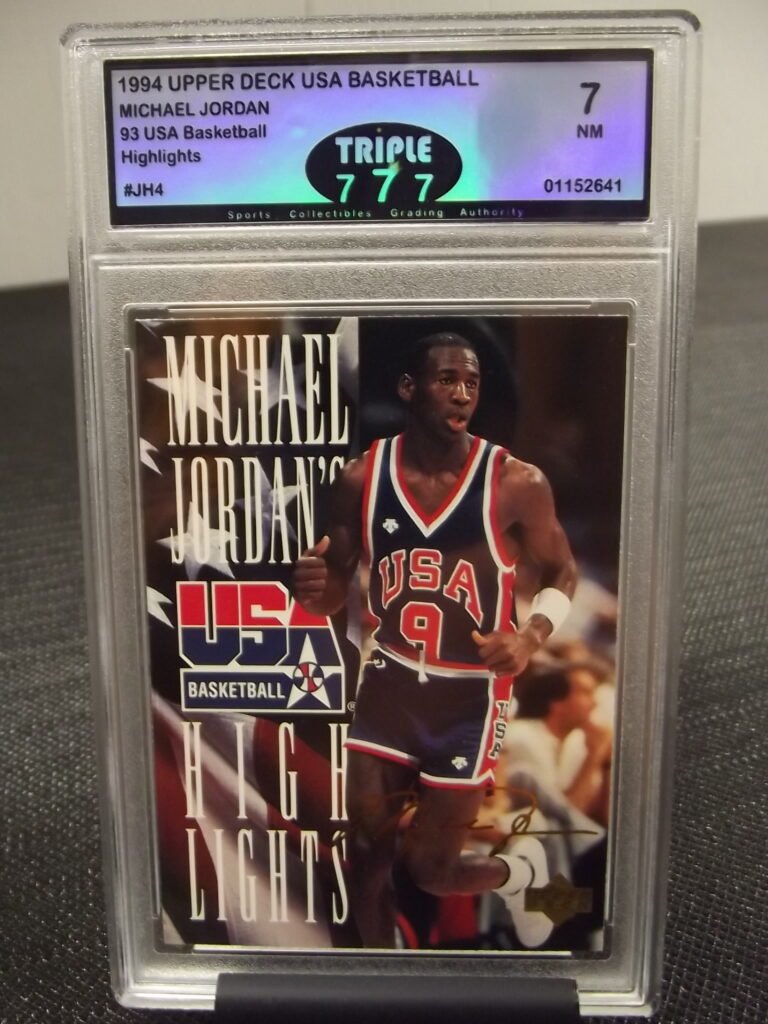 1994 UPPER DECK USA BASKETBALL
MICHAEL JORDAN
93 USA Basketball
Highlights
#JH4
7
NM
TRIPLE
777
01152641
Sports Collectibles Grading Authority
MICHAEL
JORDAN'S
USA
BASKETBALL
®
HIGH
LIGHTS
USA
9
USA